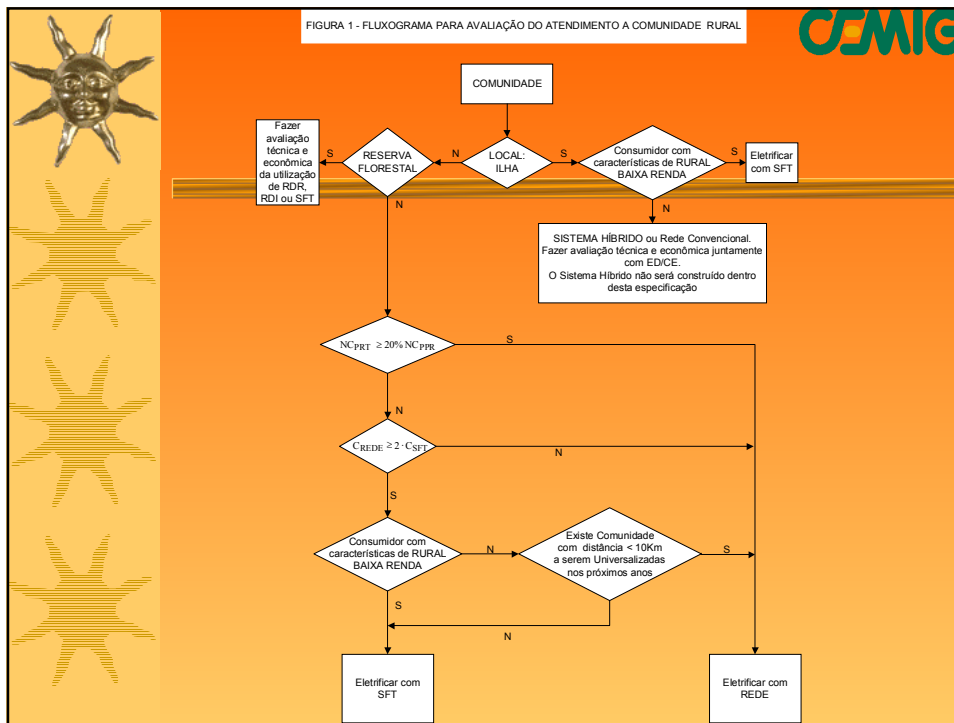 FIGURA 1 - FLUXOGRAMA PARA AVALIAÇÃO DO ATENDIMENTO A COMUNIDADE RURAL
CEMIG
COMUNIDADE
Fazer
avaliação
técnica e
econômica
da utilização
de RDR,
RDI ou SFT
S
RESERVA
FLORESTAL
N
LOCAL:
ILHA
S
Consumidor com
características de RURAL
BAIXA RENDA
S
Eletrificar
com SFT
N
N
SISTEMA HÍBRIDO ou Rede Convencional.
Fazer avaliação técnica e econômica juntamente
com ED/CE.
O Sistema Híbrido não será construído dentro
desta especificação
NCPRT ≥ 20% NCPPR
S
N
CREDE ≥ 2 · CSFT
N
S
Consumidor com
características de RURAL
BAIXA RENDA
N
Existe Comunidade
com distância < 10Km
a serem Universalizadas
nos próximos anos
S
S
N
Eletrificar com
SFT
Eletrificar com
REDE